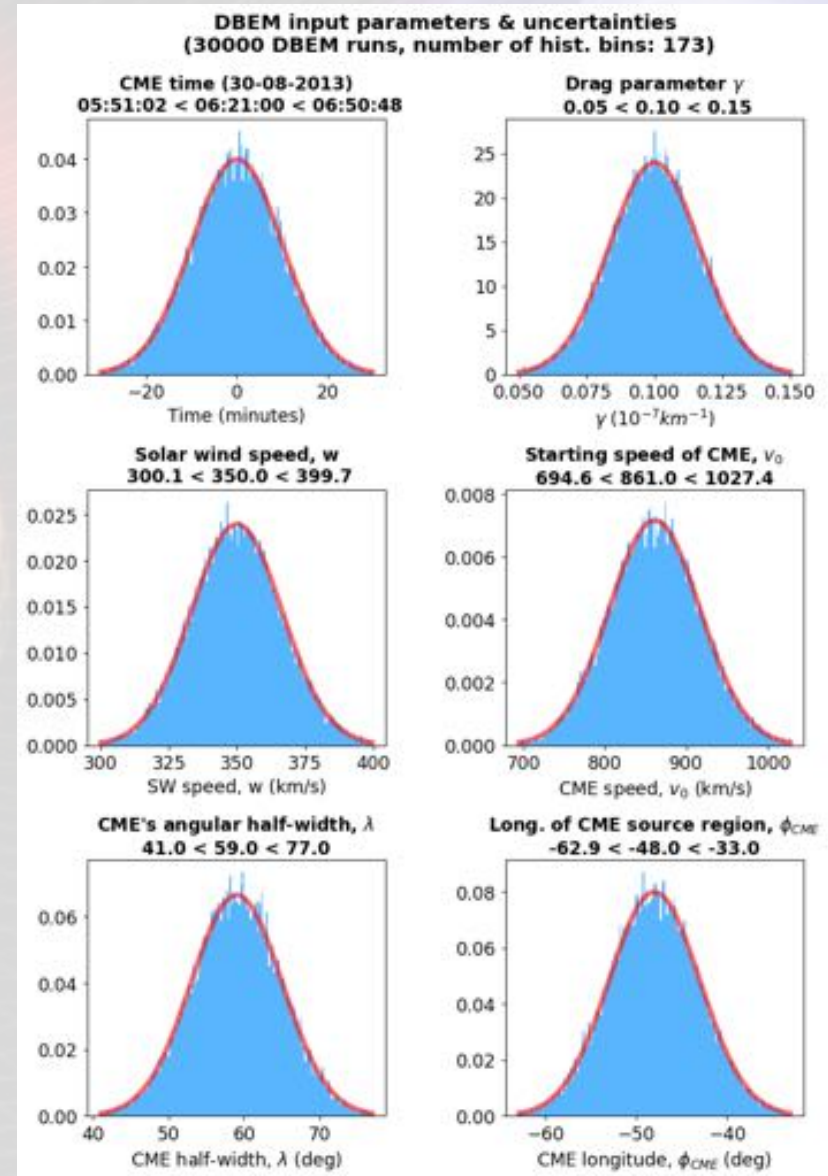 DBEM input parameters & uncertainties
(30000 DBEM runs, number of hist. bins: 173)
CME time (30-08-2013)
05:51:02 < 06:21:00 < 06:50:48
0.04
0.03
0.02
0.01
0.00
−20
0
20
Time (minutes)
Drag parameter γ
0.05 < 0.10 < 0.15
25
20
15
10
5
0
0.050
0.075
0.100
0.125
0.150
γ (10⁻⁷km⁻¹)
Solar wind speed, w
300.1 < 350.0 < 399.7
0.025
0.020
0.015
0.010
0.005
0.000
300
325
350
375
400
SW speed, w (km/s)
Starting speed of CME, v₀
694.6 < 861.0 < 1027.4
0.008
0.006
0.004
0.002
0.000
700
800
900
1000
CME speed, v₀ (km/s)
CME's angular half-width, λ
41.0 < 59.0 < 77.0
0.06
0.04
0.02
0.00
40
50
60
70
CME half-width, λ (deg)
Long. of CME source region, ϕCME
-62.9 < -48.0 < -33.0
0.08
0.06
0.04
0.02
0.00
−60
−50
−40
CME longitude, ϕCME (deg)